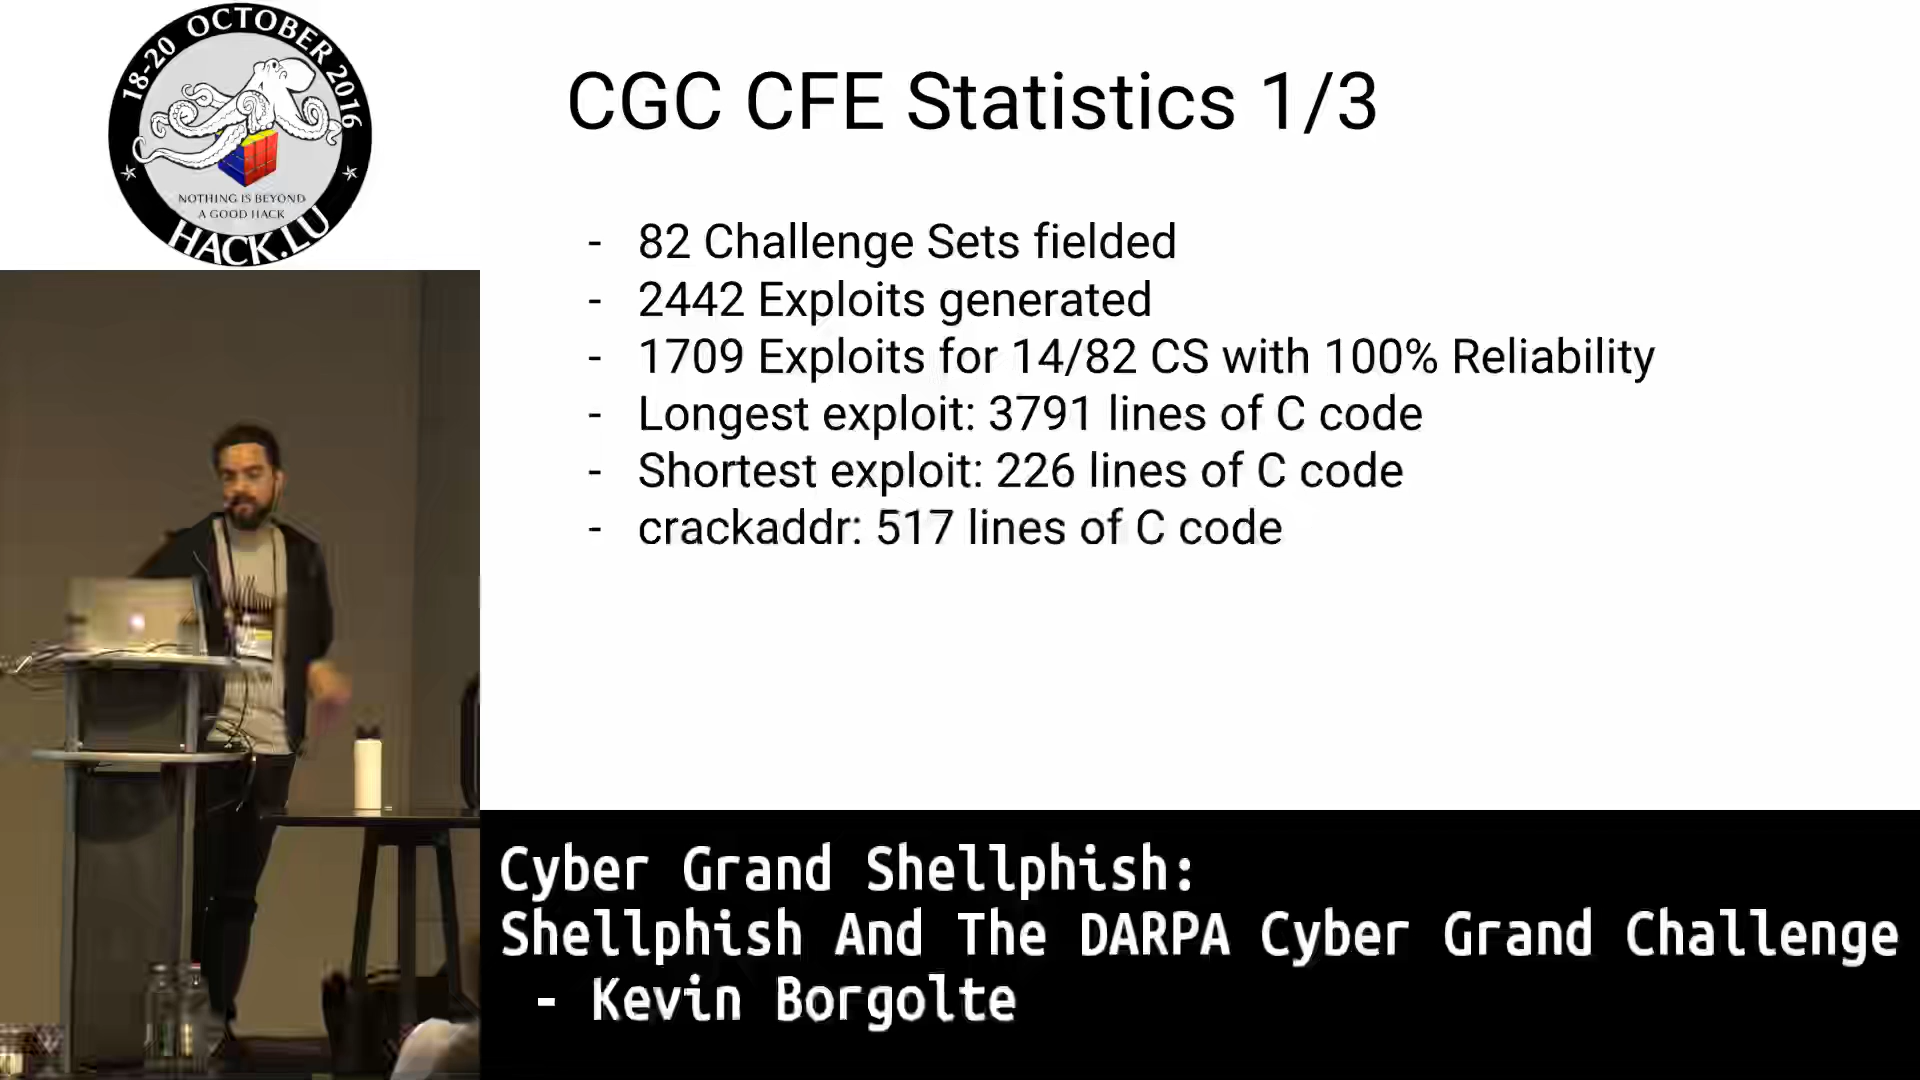 18-20 OCTOBER 2016
NOTHING IS BEYOND
A GOOD HACK
HACK.LU
CGC CFE Statistics 1/3
- 82 Challenge Sets fielded
- 2442 Exploits generated
- 1709 Exploits for 14/82 CS with 100% Reliability
- Longest exploit: 3791 lines of C code
- Shortest exploit: 226 lines of C code
- crackaddr: 517 lines of C code
Cyber Grand Shellphish:
Shellphish And The DARPA Cyber Grand Challenge
- Kevin Borgolte